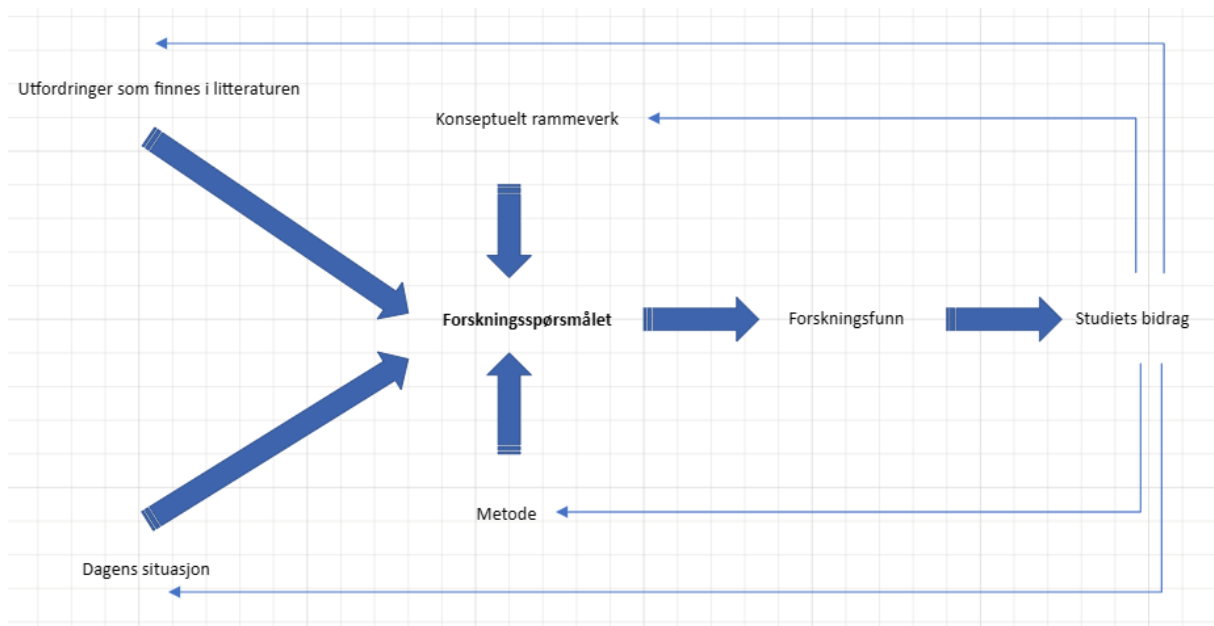 Utfordringer som finnes i litteraturen
Konseptuelt rammeverk
Forskningsspørsmålet
Forskningsfunn
Studiets bidrag
Metode
Dagens situasjon